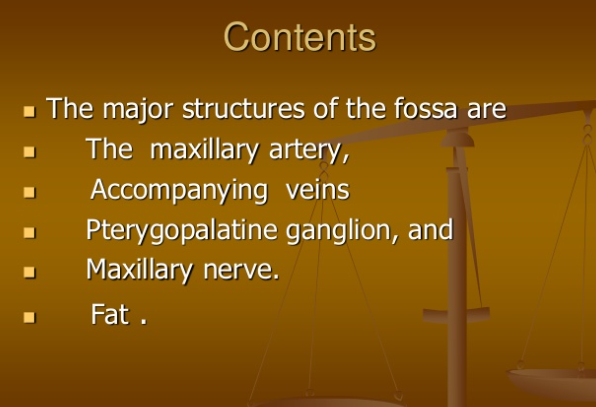 Contents
The major structures of the fossa are
The maxillary artery,
Accompanying veins
Pterygopalatine ganglion, and
Maxillary nerve.
Fat .